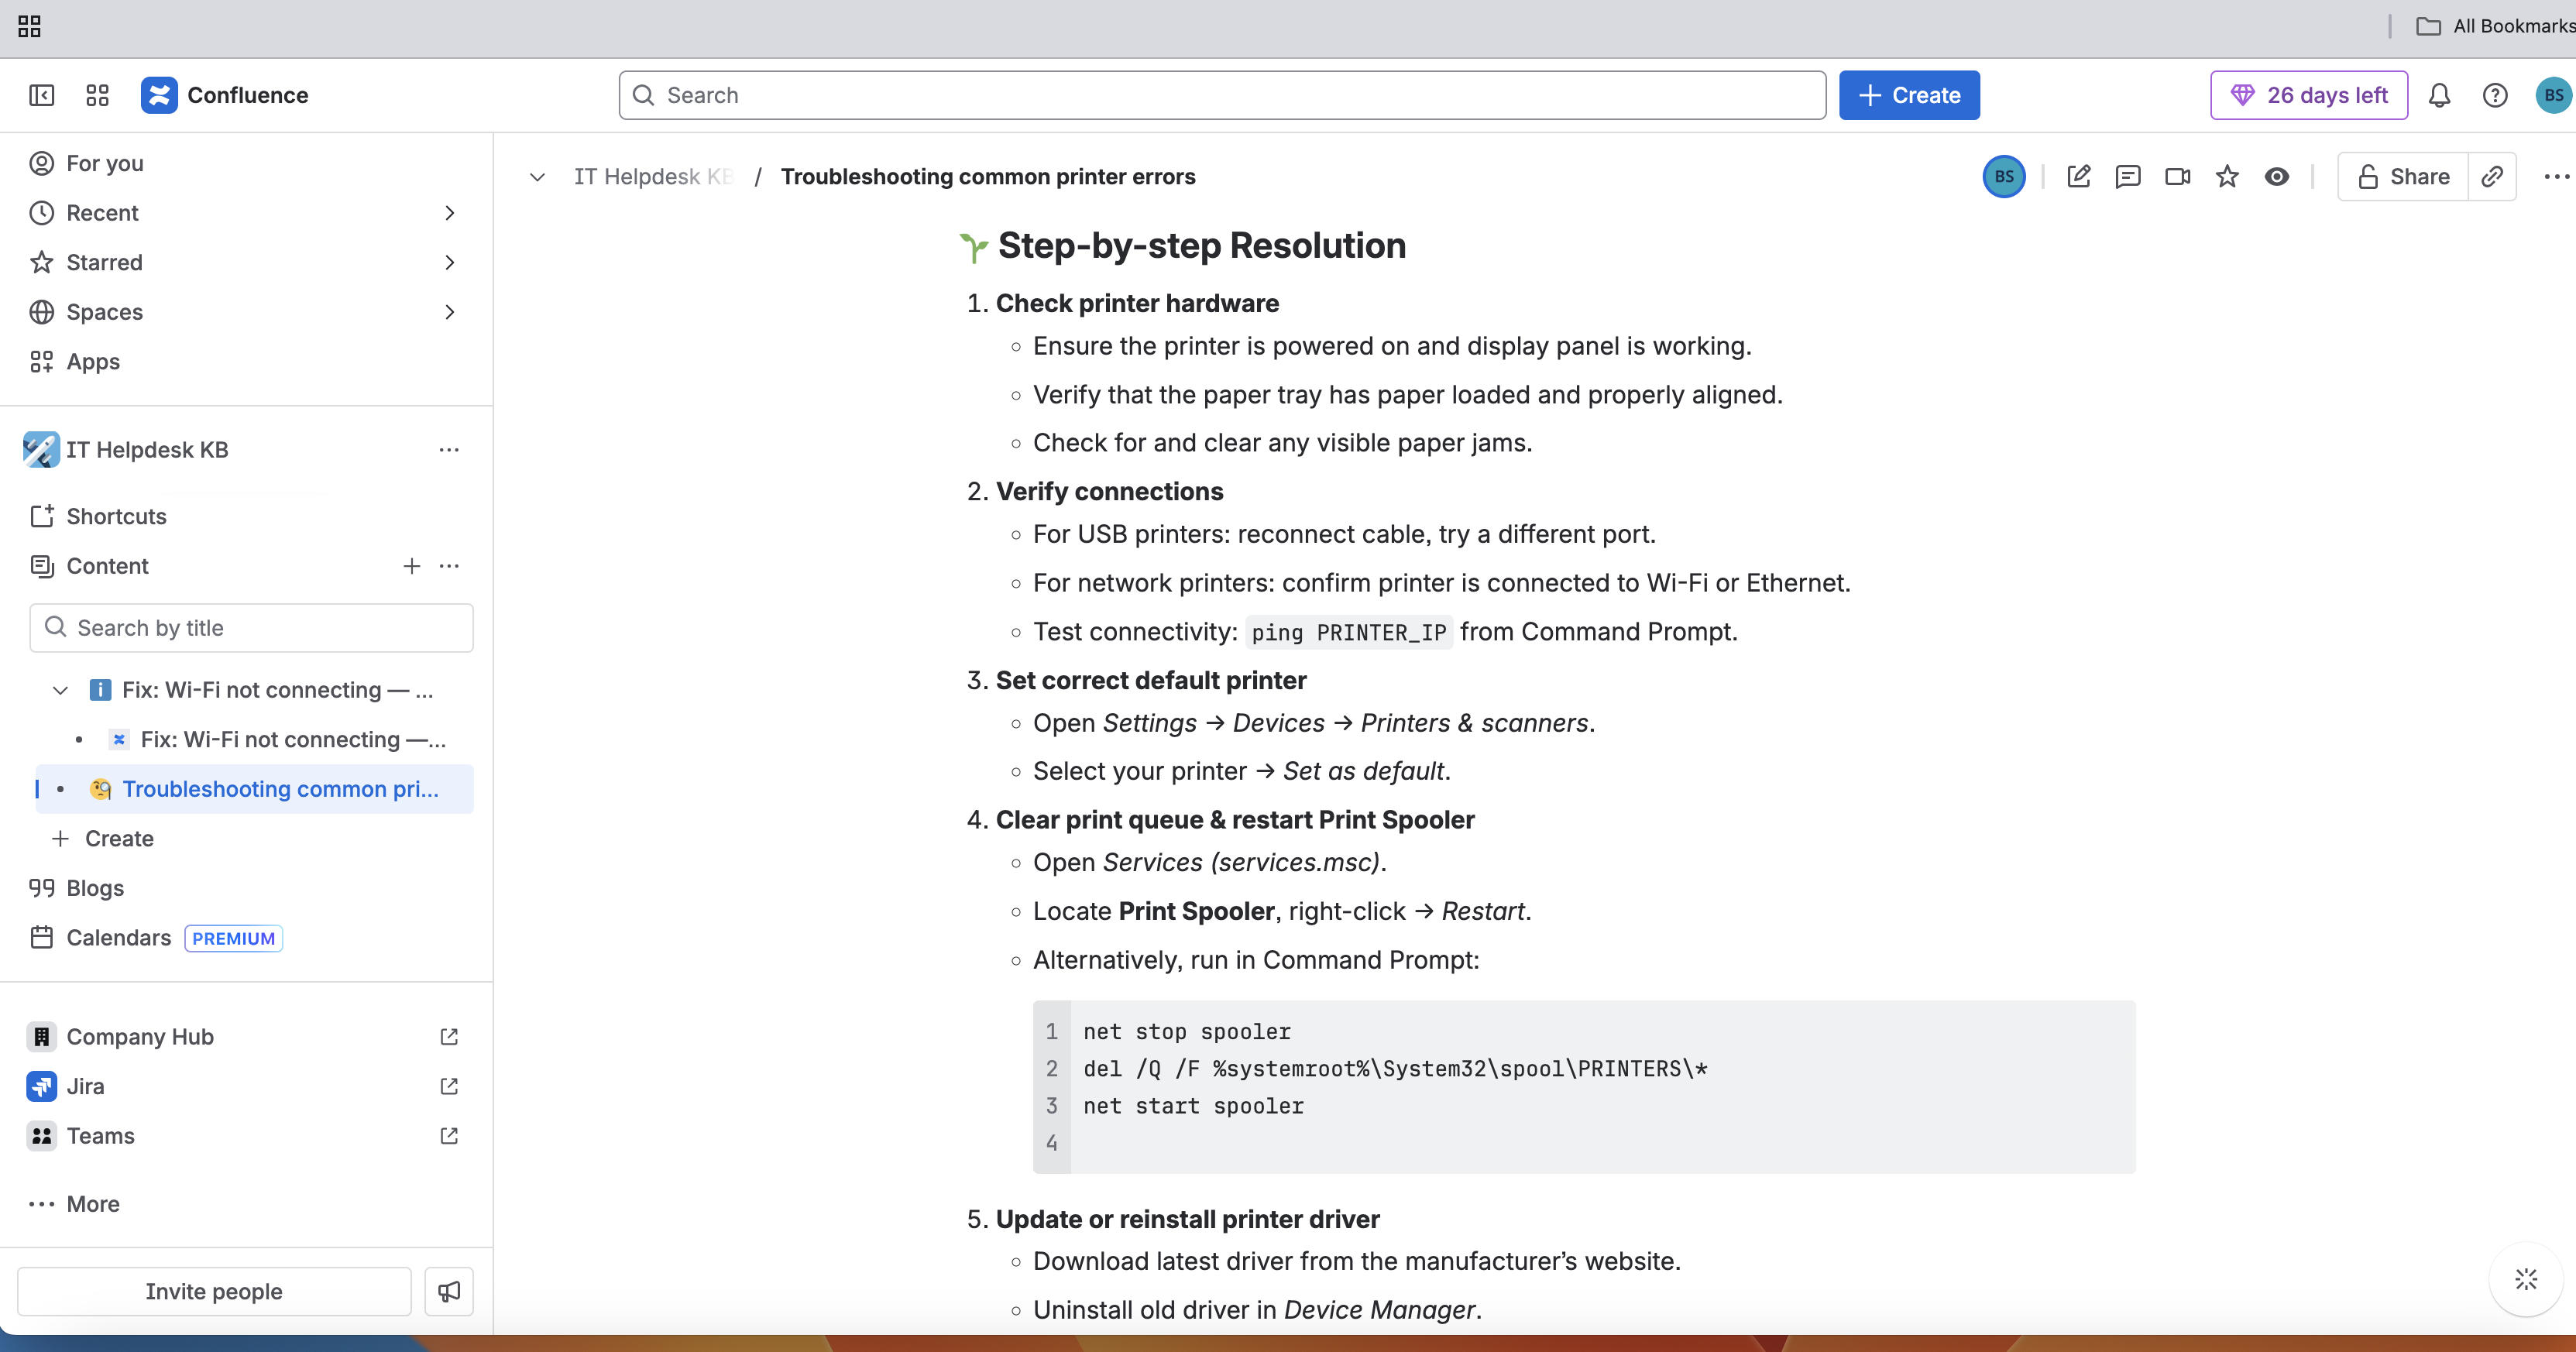 All Bookmarks
Confluence
Search
+ Create
26 days left
BS
For you
Recent
Starred
Spaces
Apps
IT Helpdesk KB
Shortcuts
Content
Search by title
Fix: Wi-Fi not connecting — ...
Fix: Wi-Fi not connecting —...
Troubleshooting common pri...
+ Create
Blogs
Calendars PREMIUM
Company Hub
Jira
Teams
More
Invite people
IT Helpdesk KB / Troubleshooting common printer errors
BS
Share
Step-by-step Resolution
1. Check printer hardware
Ensure the printer is powered on and display panel is working.
Verify that the paper tray has paper loaded and properly aligned.
Check for and clear any visible paper jams.
2. Verify connections
For USB printers: reconnect cable, try a different port.
For network printers: confirm printer is connected to Wi-Fi or Ethernet.
Test connectivity: ping PRINTER_IP from Command Prompt.
3. Set correct default printer
Open Settings → Devices → Printers & scanners.
Select your printer → Set as default.
4. Clear print queue & restart Print Spooler
Open Services (services.msc).
Locate Print Spooler, right-click → Restart.
Alternatively, run in Command Prompt:
1 net stop spooler
2 del /Q /F %systemroot%\System32\spool\PRINTERS\*
3 net start spooler
4
5. Update or reinstall printer driver
Download latest driver from the manufacturer’s website.
Uninstall old driver in Device Manager.